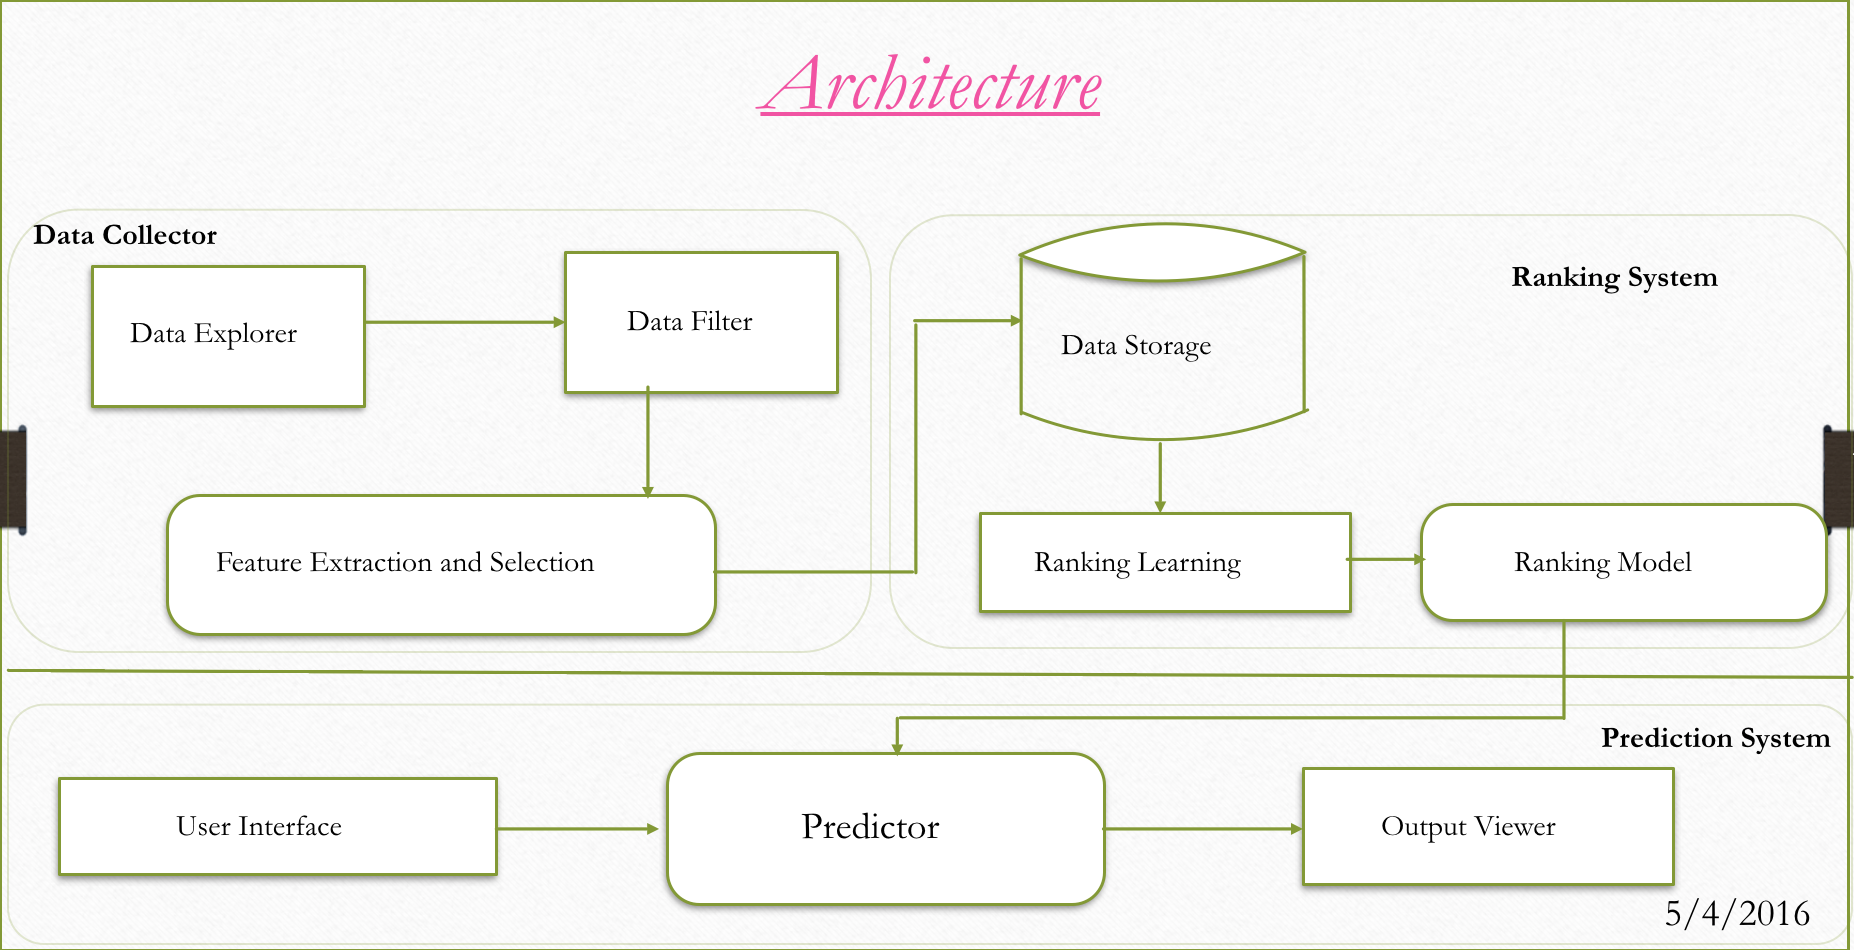 Architecture
Data Collector
Data Explorer
Data Filter
Feature Extraction and Selection
Ranking System
Data Storage
Ranking Learning
Ranking Model
Prediction System
User Interface
Predictor
Output Viewer
5/4/2016